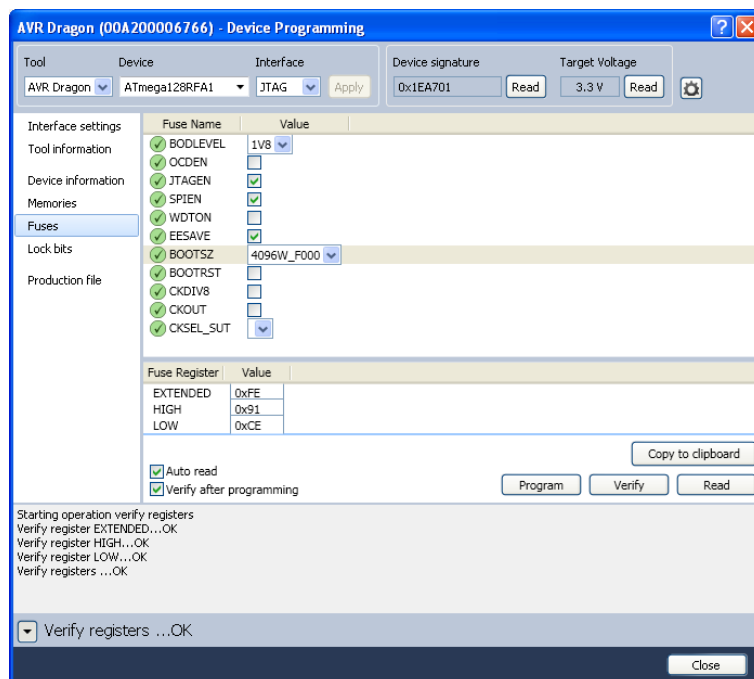 AVR Dragon (00A200006766) - Device Programming
Tool Device Interface Device signature Target Voltage
AVR Dragon ATmega128RFA1 JTAG Apply 0x1EA701 Read 3.3 V Read
Interface settings
Tool information
Device information
Memories
Fuses
Lock bits
Production file
Fuse Name Value
BODLEVEL 1V8
OCDEN
JTAGEN
SPIEN
WDTON
EESAVE
BOOTSZ 4096W_F000
BOOTRST
CKDIV8
CKOUT
CKSEL_SUT
Fuse Register Value
EXTENDED 0xFE
HIGH 0x91
LOW 0xCE
Copy to clipboard
Auto read
Verify after programming
Program Verify Read
Starting operation verify registers
Verify register EXTENDED...OK
Verify register HIGH...OK
Verify register LOW...OK
Verify registers ...OK
Verify registers ...OK
Close